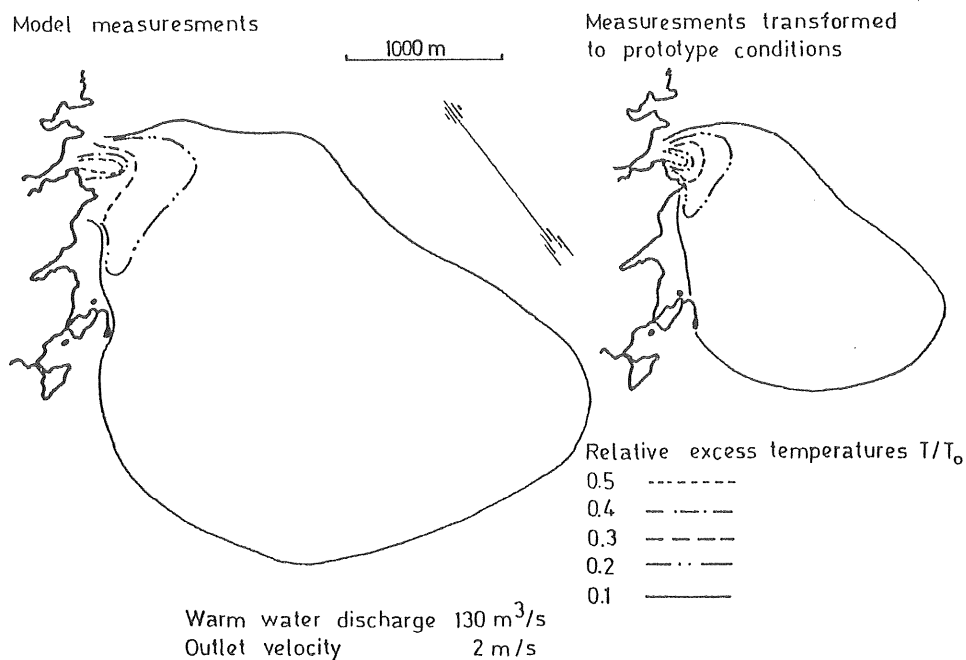 Model measuresments
Measuresments transformed
to prototype conditions
1000 m
Relative excess temperatures T/T₀
0.5
0.4
0.3
0.2
0.1
Warm water discharge 130 m³/s
Outlet velocity 2 m/s